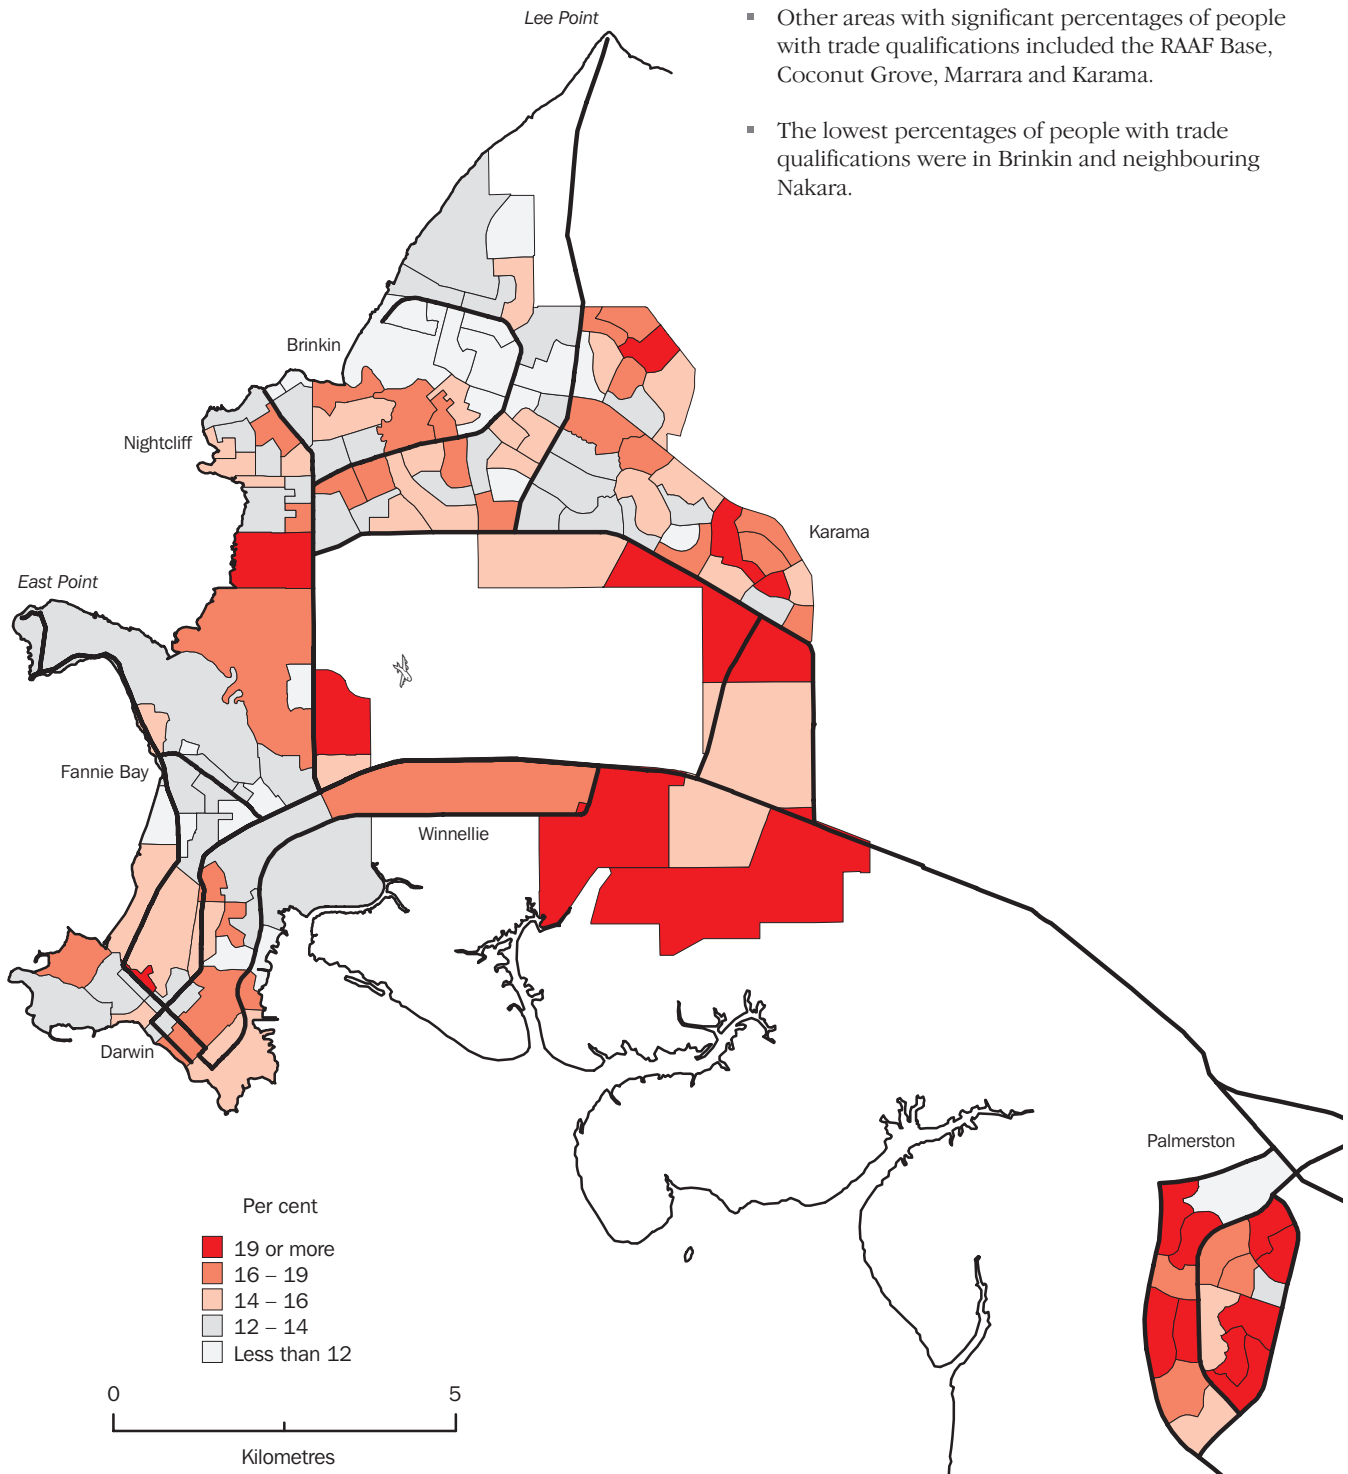 Lee Point
▪ Other areas with significant percentages of people
with trade qualifications included the RAAF Base,
Coconut Grove, Marrara and Karama.
▪ The lowest percentages of people with trade
qualifications were in Brinkin and neighbouring
Nakara.
Brinkin
Nightcliff
Karama
East Point
Fannie Bay
Winnellie
Darwin
Palmerston
Per cent
19 or more
16 – 19
14 – 16
12 – 14
Less than 12
0 5
Kilometres